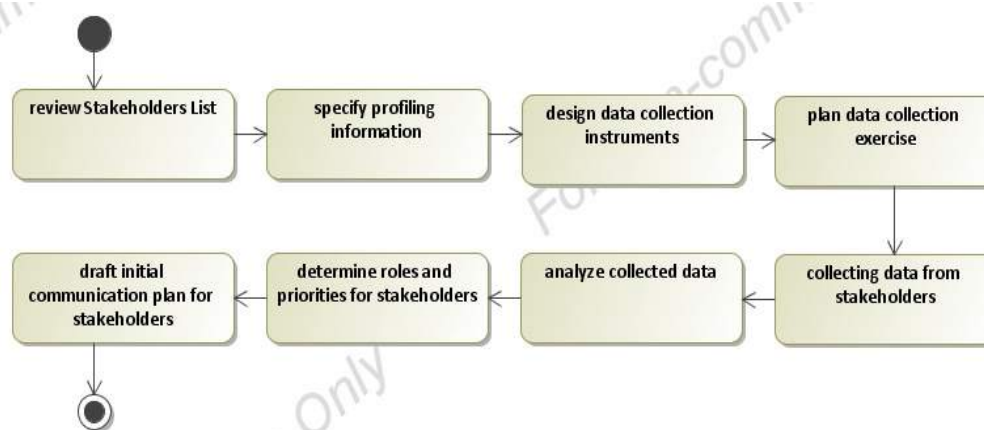 review Stakeholders List
specify profiling
information
design data collection
instruments
plan data collection
exercise
draft initial
communication plan for
stakeholders
determine roles and
priorities for stakeholders
analyze collected data
collecting data from
stakeholders
Only